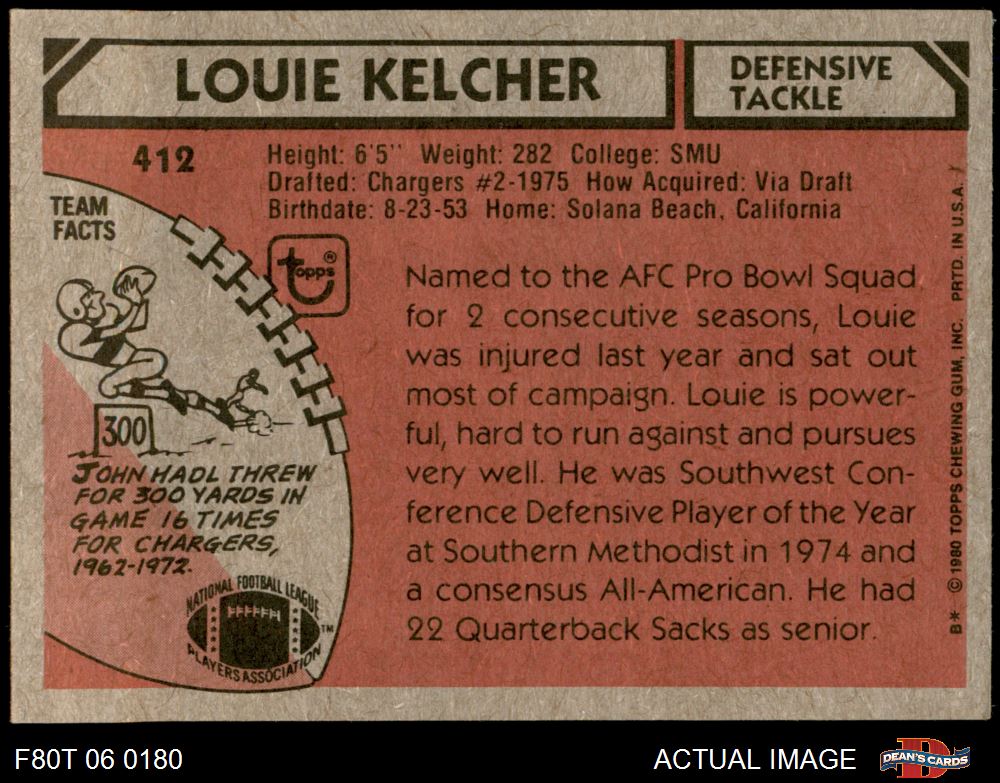 LOUIE KELCHER
DEFENSIVE
TACKLE
412
Height: 6'5" Weight: 282 College: SMU
Drafted: Chargers #2-1975 How Acquired: Via Draft
Birthdate: 8-23-53 Home: Solana Beach, California
TEAM
FACTS
topps®
Named to the AFC Pro Bowl Squad
for 2 consecutive seasons, Louie
was injured last year and sat out
most of campaign. Louie is power-
ful, hard to run against and pursues
very well. He was Southwest Con-
ference Defensive Player of the Year
at Southern Methodist in 1974 and
a consensus All-American. He had
22 Quarterback Sacks as senior.
300
JOHN HADL THREW
FOR 300 YARDS IN
GAME 16 TIMES
FOR CHARGERS,
1962-1972.
NATIONAL FOOTBALL LEAGUE
PLAYERS ASSOCIATION
TM
B* © 1980 TOPPS CHEWING GUM, INC. PRTD. IN U.S.A.
F80T 06 0180
ACTUAL IMAGE
D
DEAN'S CARDS